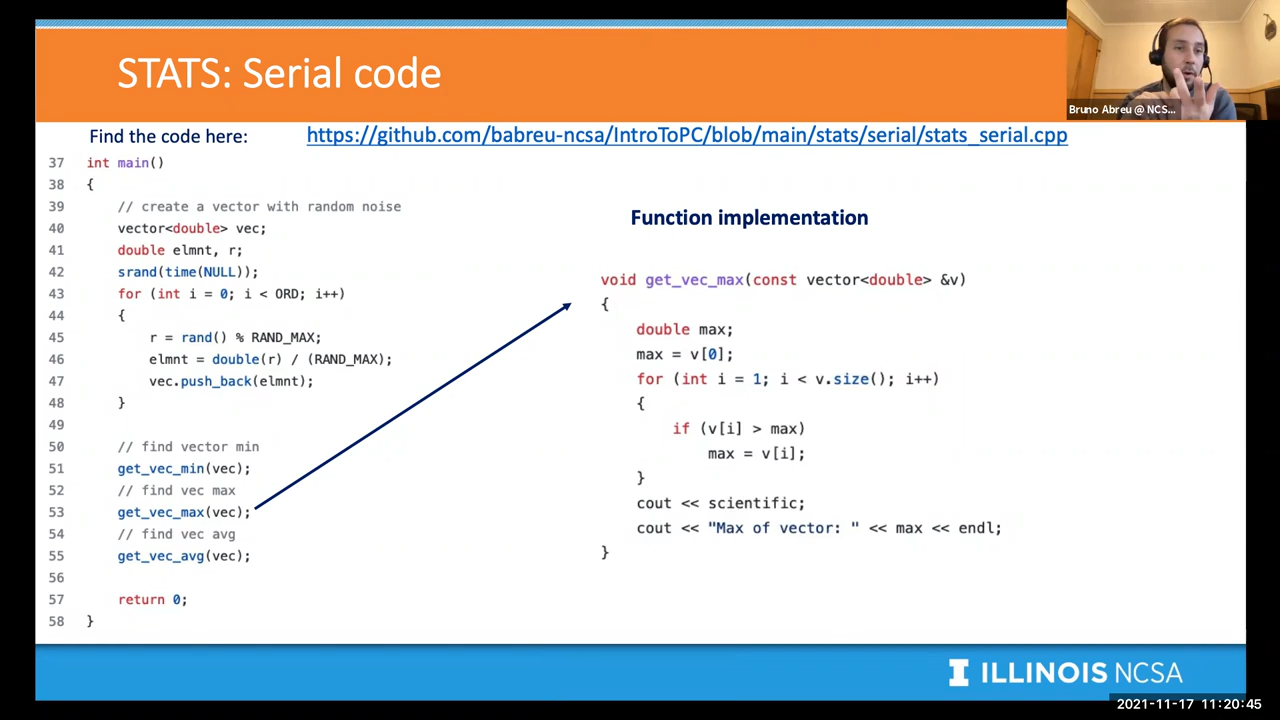 STATS: Serial code
Bruno Abreu @ NCS...
Find the code here: https://github.com/babreu-ncsa/IntroToPC/blob/main/stats/serial/stats_serial.cpp
37 int main()
38 {
39 // create a vector with random noise
40 vector<double> vec;
41 double elmnt, r;
42 srand(time(NULL));
43 for (int i = 0; i < ORD; i++)
44 {
45 r = rand() % RAND_MAX;
46 elmnt = double(r) / (RAND_MAX);
47 vec.push_back(elmnt);
48 }
49
50 // find vector min
51 get_vec_min(vec);
52 // find vec max
53 get_vec_max(vec);
54 // find vec avg
55 get_vec_avg(vec);
56
57 return 0;
58 }
Function implementation
void get_vec_max(const vector<double> &v)
{
double max;
max = v[0];
for (int i = 1; i < v.size(); i++)
{
if (v[i] > max)
max = v[i];
}
cout << scientific;
cout << "Max of vector: " << max << endl;
}
I ILLINOIS NCSA
2021-11-17 11:20:45